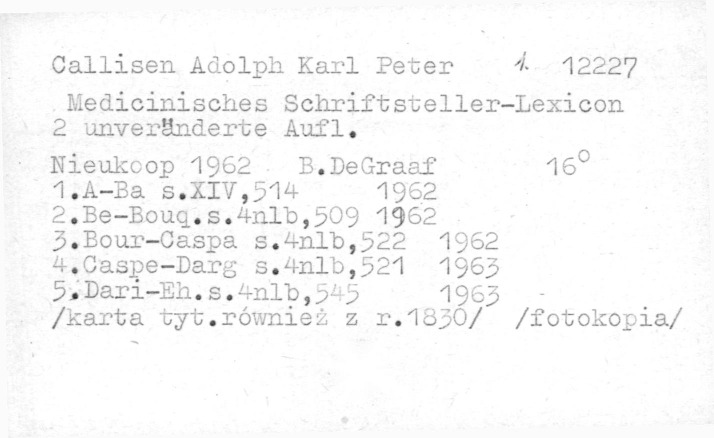 Callisen Adolph Karl Peter 1. 12227
Medicinisches Schriftsteller-Lexicon
2 unveränderte Aufl.
Nieukoop 1962 B.DeGraaf 16°
1.A-Ba s.XIV,514 1962
2.Be-Bouq.s.4nlb,509 1962
3.Bour-Caspa s.4nlb,522 1962
4.Caspe-Darg s.4nlb,521 1963
5.Dari-Eh.s.4nlb,545 1963
/karta tyt.również z r.1830/ /fotokopia/